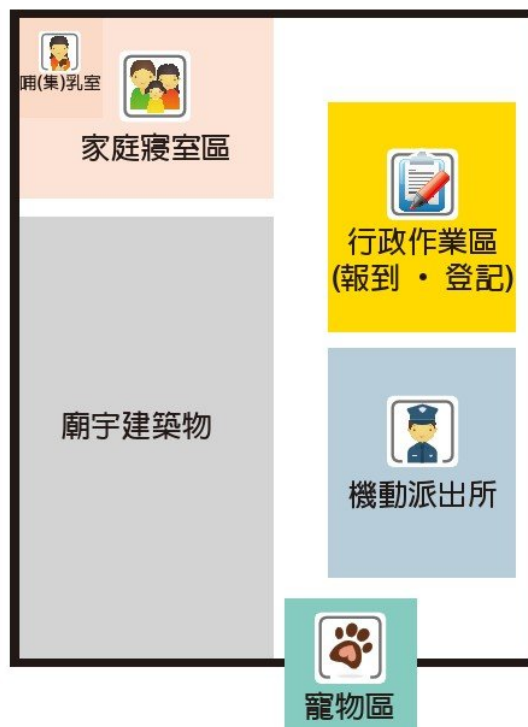 哺(集)乳室
家庭寢室區
行政作業區
(報到 · 登記)
廟宇建築物
機動派出所
寵物區